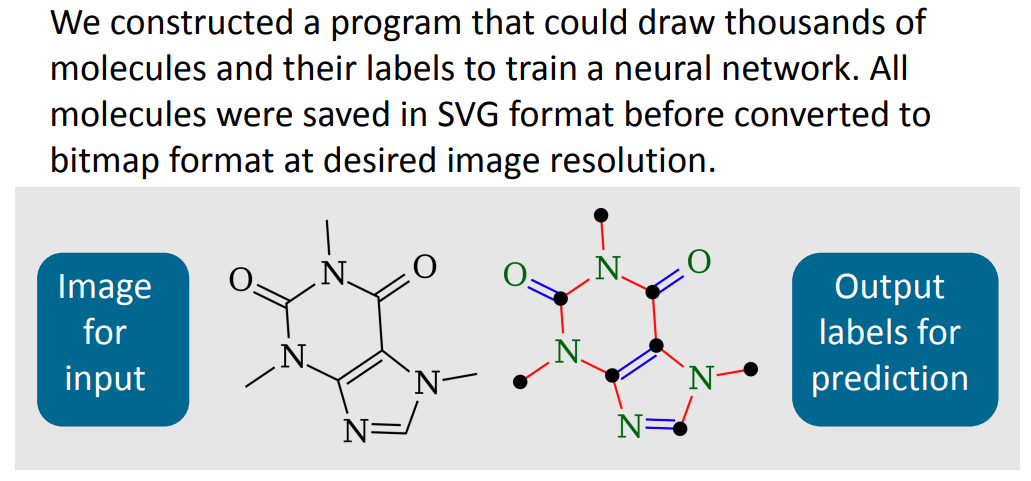 We constructed a program that could draw thousands of
molecules and their labels to train a neural network. All
molecules were saved in SVG format before converted to
bitmap format at desired image resolution.
Image
for
input
O
N
O
N
N
N
O
N
O
N
N
N
Output
labels for
prediction